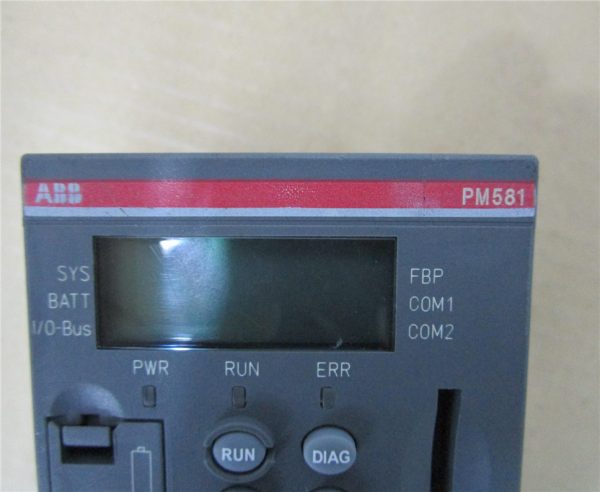 ABB PM581
SYS FBP
BATT COM1
I/O-Bus COM2
PWR RUN ERR
RUN DIAG